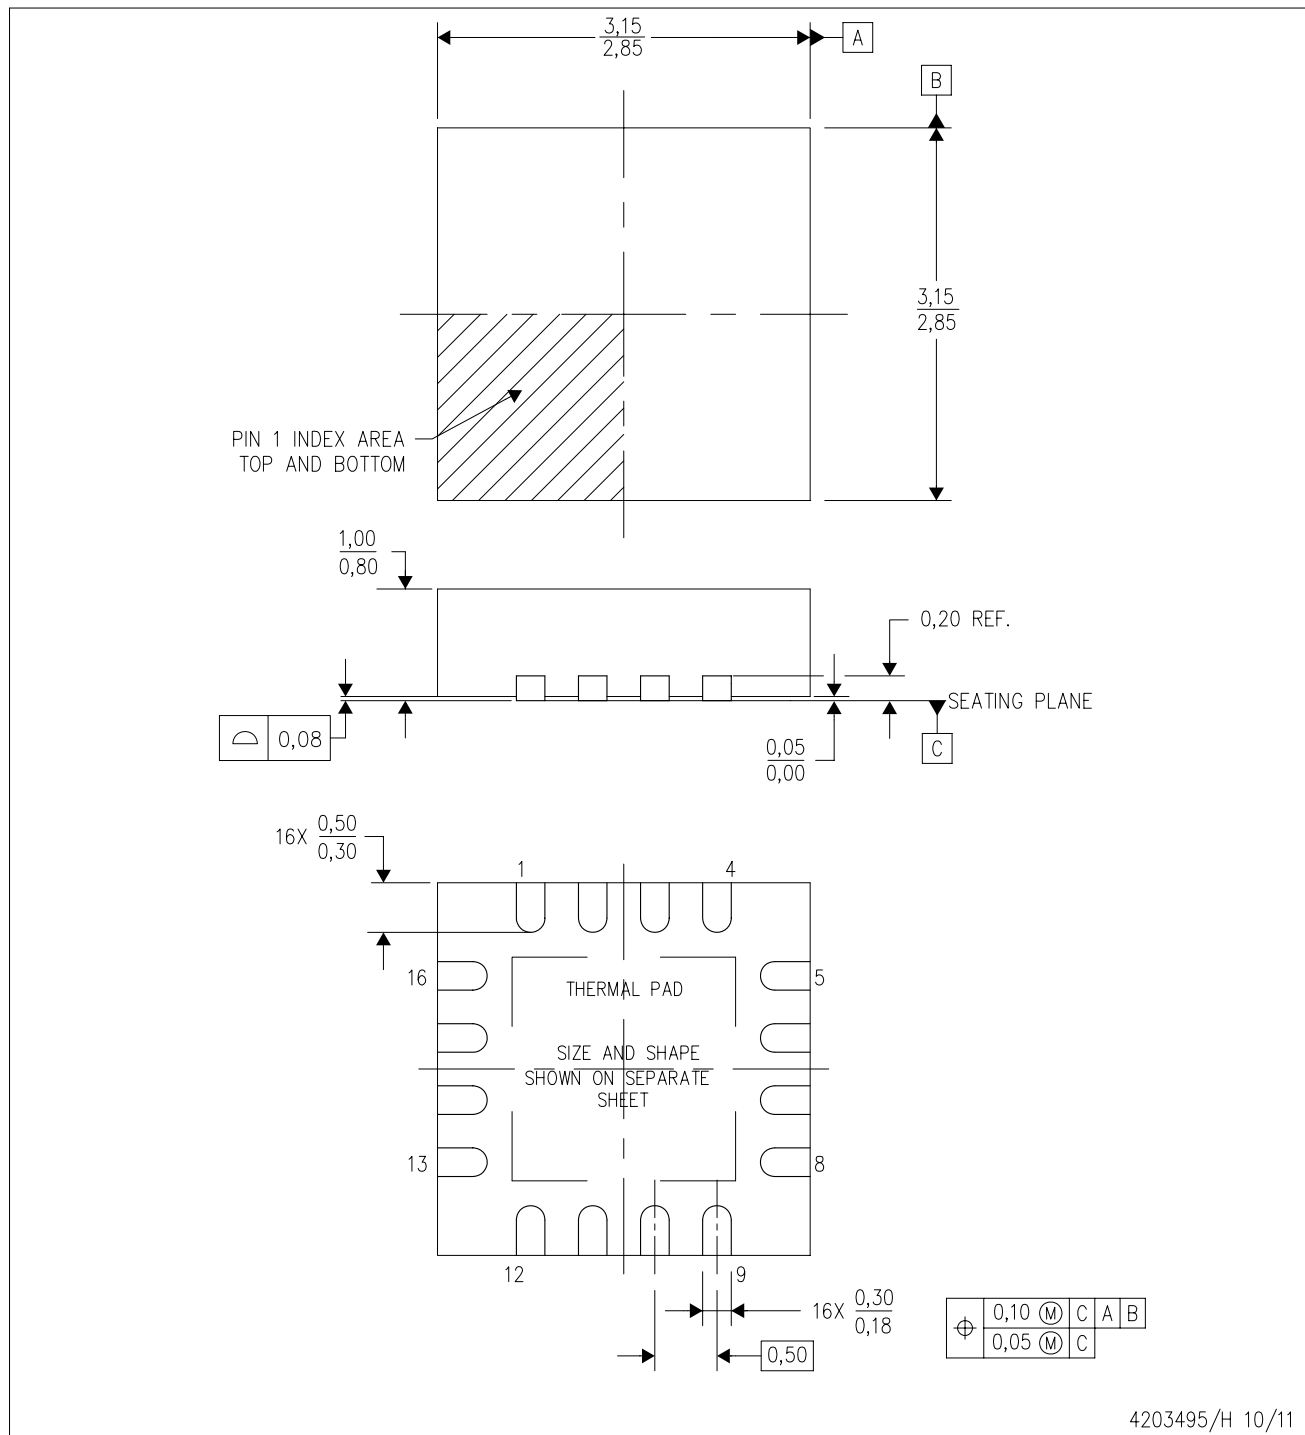 3,15
2,85
A
B
3,15
2,85
PIN 1 INDEX AREA
TOP AND BOTTOM
1,00
0,80
0,20 REF.
SEATING PLANE
0,08
0,05
0,00
C
16X 0,50
0,30
1
4
16
5
THERMAL PAD
SIZE AND SHAPE
SHOWN ON SEPARATE
SHEET
13
8
12
9
16X 0,30
0,18
0,50
0,10 Ⓜ C A B
0,05 Ⓜ C
4203495/H 10/11